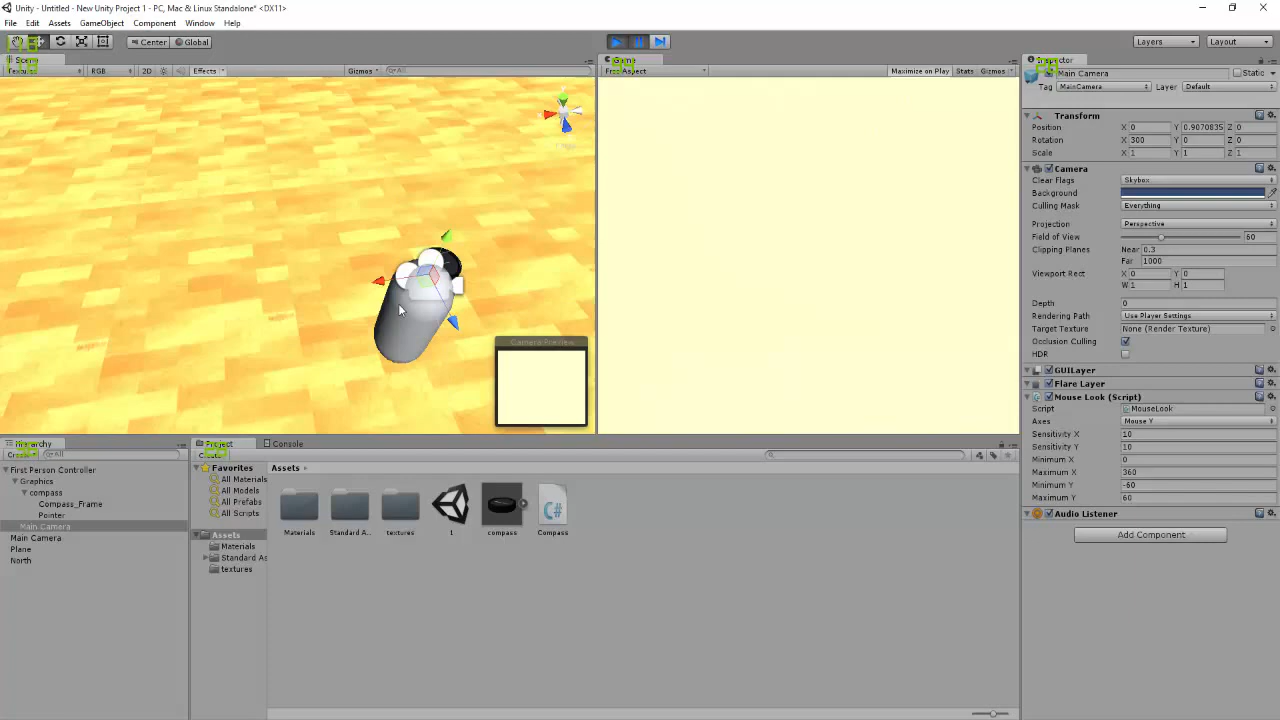 Unity - Untitled - New Unity Project 1 - PC, Mac & Linux Standalone* <DX11>
File Edit Assets GameObject Component Window Help
Center Global
Layers
Layout
RGB
2D
Effects
Gizmos
All
Maximize on Play
Stats
Gizmos
Camera Preview
Inspector
Main Camera
Static
Tag MainCamera Layer Default
Transform
Position X 0 Y 0.9070835 Z 0
Rotation X 300 Y 0 Z 0
Scale X 1 Y 1 Z 1
Camera
Clear Flags Skybox
Background
Culling Mask Everything
Projection Perspective
Field of View 60
Clipping Planes Near 0.3
Far 1000
Viewport Rect X 0 Y 0
W 1 H 1
Depth 0
Rendering Path Use Player Settings
Target Texture None (Render Texture)
Occlusion Culling
HDR
GUILayer
Flare Layer
Mouse Look (Script)
Script MouseLook
Axes Mouse Y
Sensitivity X 10
Sensitivity Y 10
Minimum X 0
Maximum X 360
Minimum Y -60
Maximum Y 60
Audio Listener
Add Component
Hierarchy
All
First Person Controller
Graphics
compass
Compass_Frame
Pointer
Main Camera
Main Camera
Plane
North
Project
Console
Favorites
All Materials
All Models
All Prefabs
All Scripts
Assets
Materials
Standard As
textures
Assets
Materials
Standard A...
textures
1
compass
Compass